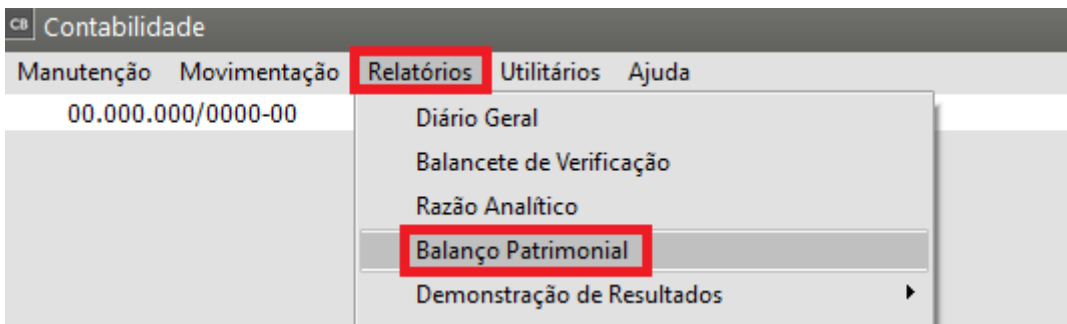 CB Contabilidade
Manutenção Movimentação Relatórios Utilitários Ajuda
00.000.000/0000-00
Diário Geral
Balancete de Verificação
Razão Analítico
Balanço Patrimonial
Demonstração de Resultados